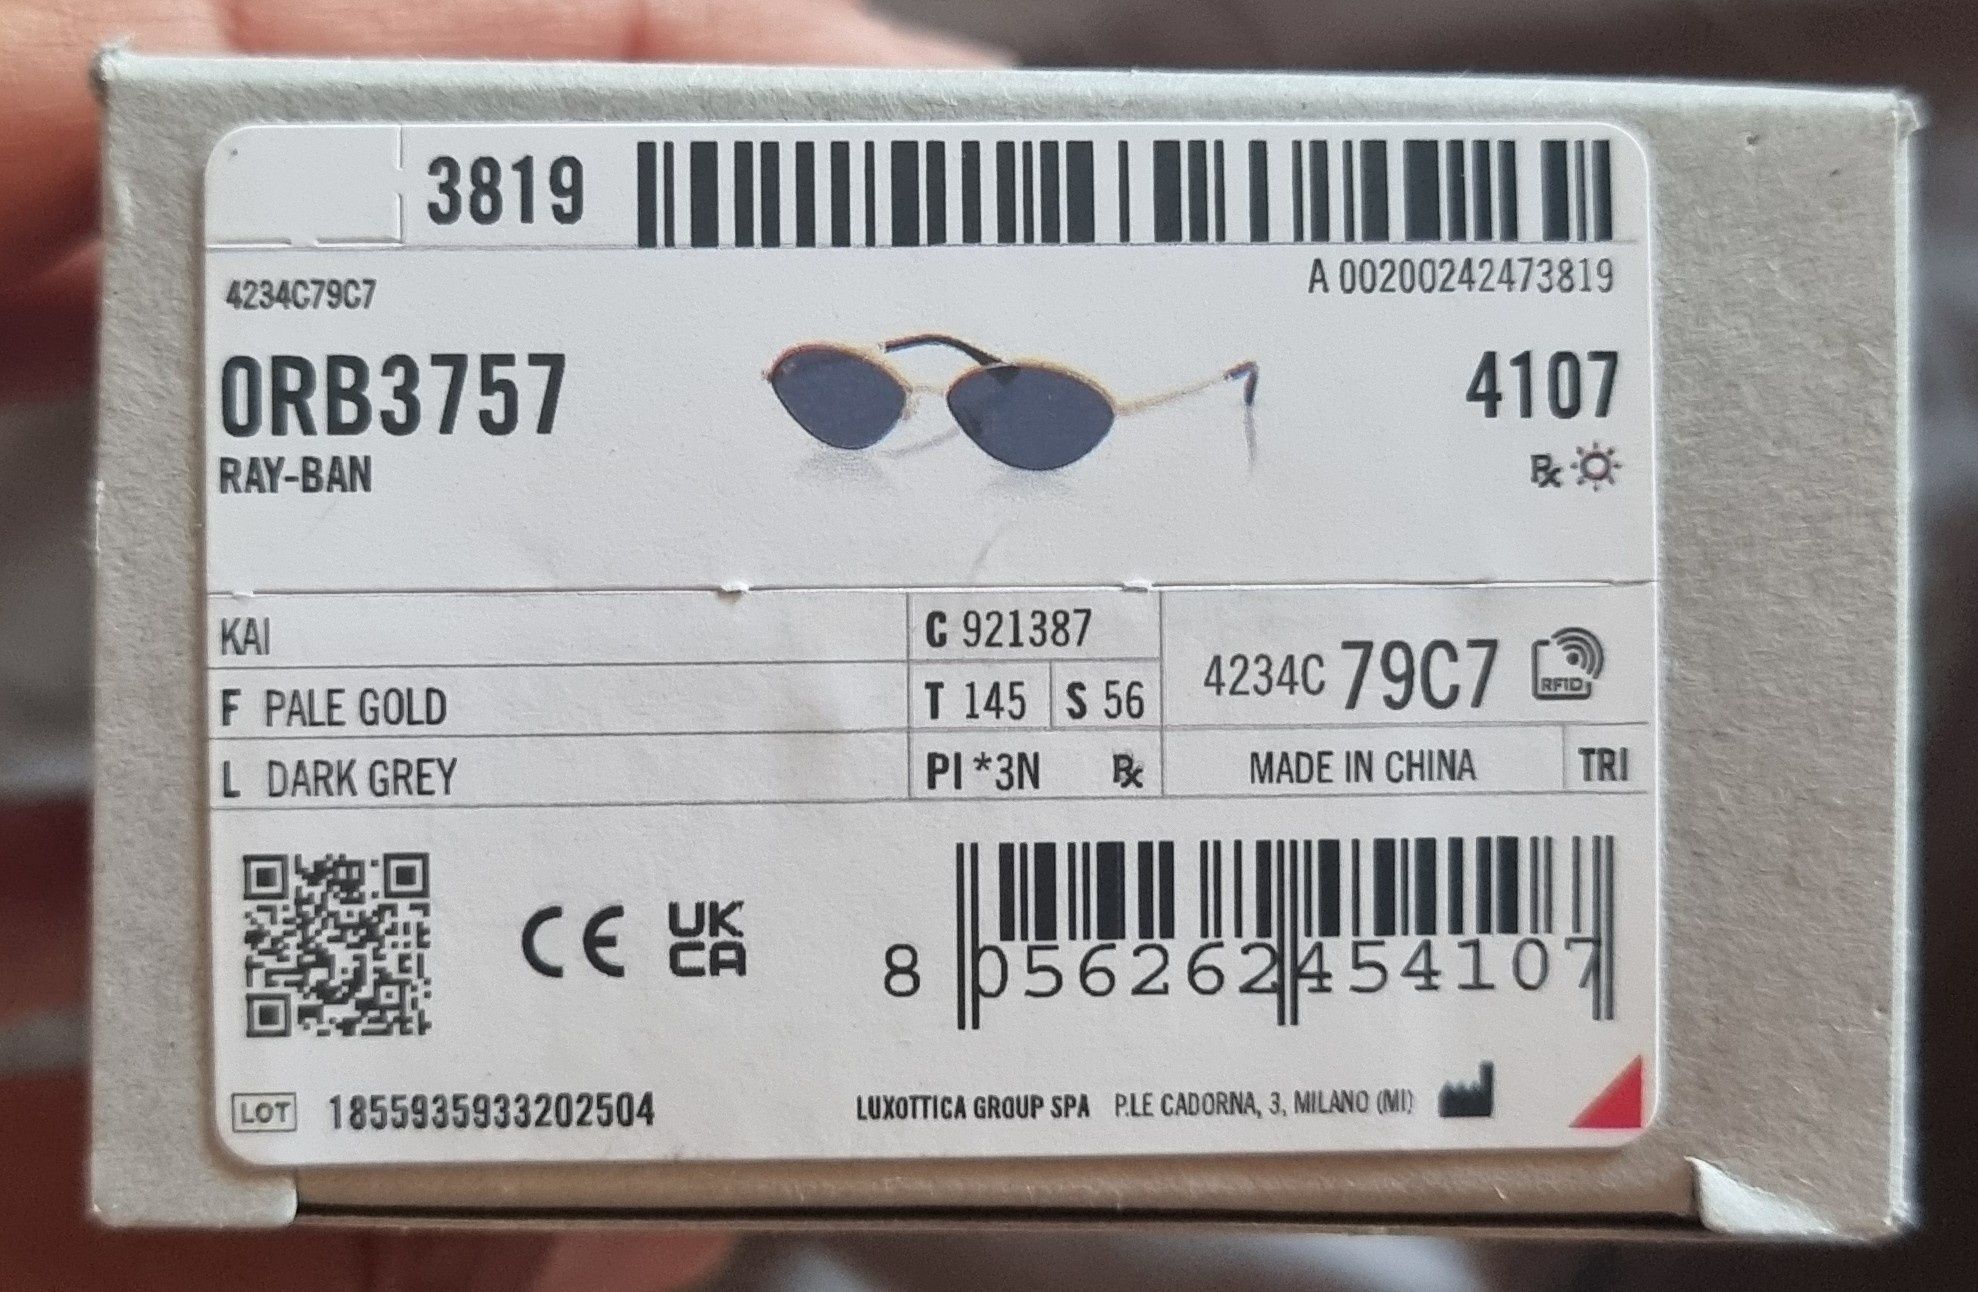 3819
A 00200242473819
4234C79C7
0RB3757
4107
RAY-BAN
Rx
KAI
C 921387
4234C 79C7
RFID
F PALE GOLD
T 145
S 56
L DARK GREY
PI *3N Rx
MADE IN CHINA
TRI
CE
UK
CA
8 056262 454107
LOT 1855935933202504
LUXOTTICA GROUP SPA P.LE CADORNA, 3, MILANO (MI)